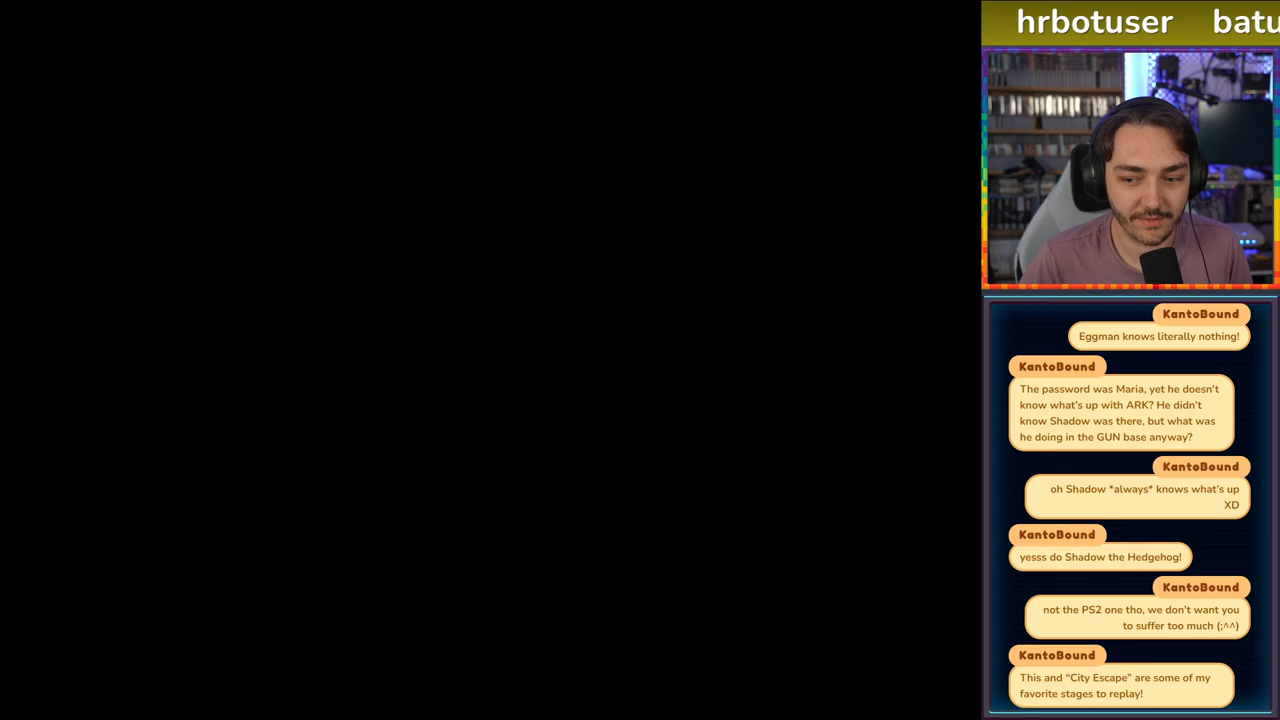 hrbotuser batu
KantoBound
Eggman knows literally nothing!
KantoBound
The password was Maria, yet he doesn't
know what's up with ARK? He didn't
know Shadow was there, but what was
he doing in the GUN base anyway?
KantoBound
oh Shadow *always* knows what's up
XD
KantoBound
yesss do Shadow the Hedgehog!
KantoBound
not the PS2 one tho, we don't want you
to suffer too much (;^^)
KantoBound
This and “City Escape” are some of my
favorite stages to replay!